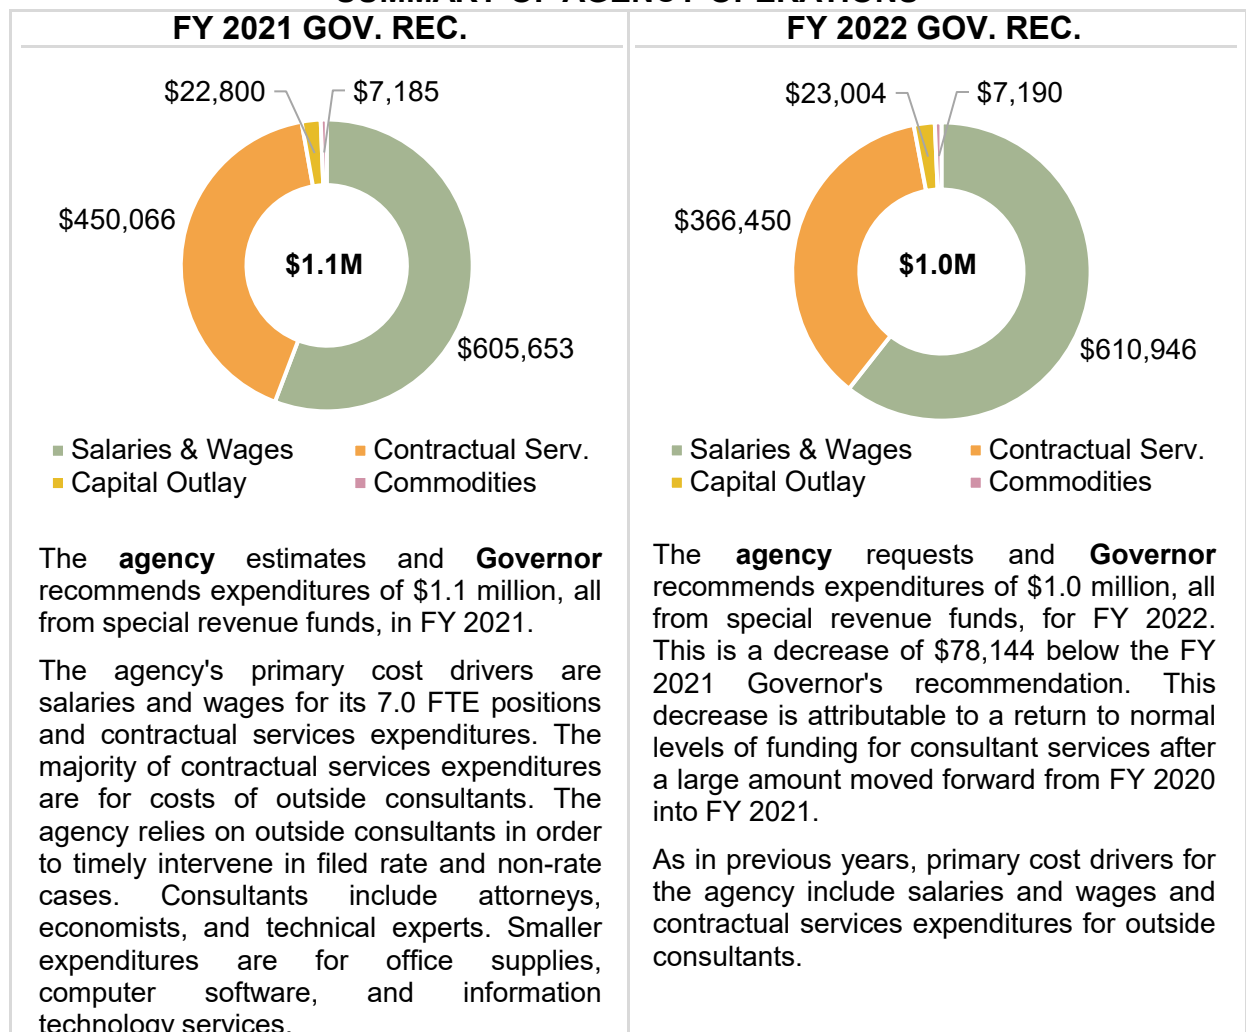 SUMMARY OF AGENCY OPERATIONS
FY 2021 GOV. REC.
$22,800
$7,185
$450,066
$1.1M
$605,653
Salaries & Wages
Contractual Serv.
Capital Outlay
Commodities
The agency estimates and Governor
recommends expenditures of $1.1 million, all
from special revenue funds, in FY 2021.
The agency's primary cost drivers are
salaries and wages for its 7.0 FTE positions
and contractual services expenditures. The
majority of contractual services expenditures
are for costs of outside consultants. The
agency relies on outside consultants in order
to timely intervene in filed rate and non-rate
cases. Consultants include attorneys,
economists, and technical experts. Smaller
expenditures are for office supplies,
computer software, and information
technology services.
FY 2022 GOV. REC.
$23,004
$7,190
$366,450
$1.0M
$610,946
Salaries & Wages
Contractual Serv.
Capital Outlay
Commodities
The agency requests and Governor
recommends expenditures of $1.0 million, all
from special revenue funds, for FY 2022.
This is a decrease of $78,144 below the FY
2021 Governor's recommendation. This
decrease is attributable to a return to normal
levels of funding for consultant services after
a large amount moved forward from FY 2020
into FY 2021.
As in previous years, primary cost drivers for
the agency include salaries and wages and
contractual services expenditures for outside
consultants.